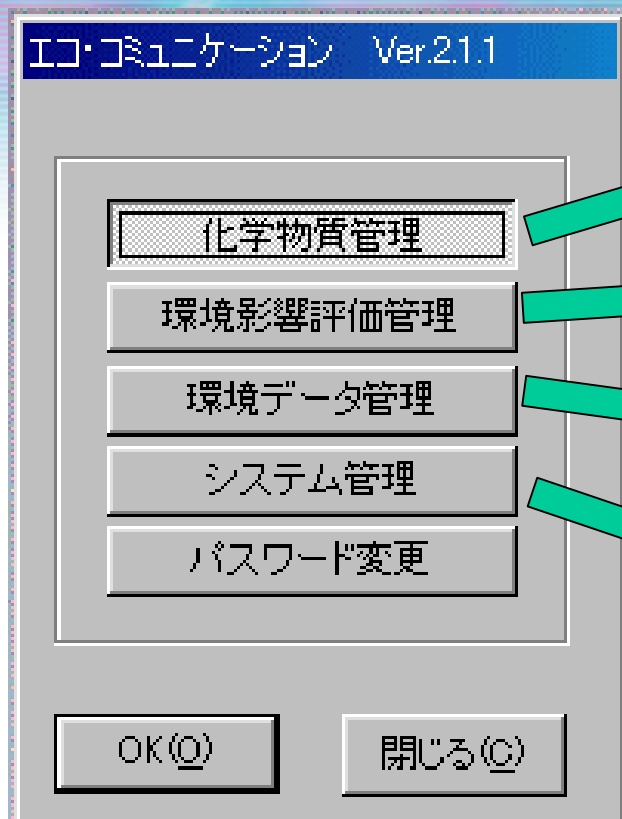 エコ・コミュニケーション Ver.2.1.1
化学物質管理
環境影響評価管理
環境データ管理
システム管理
パスワード変更
OK(O) 閉じる(C)